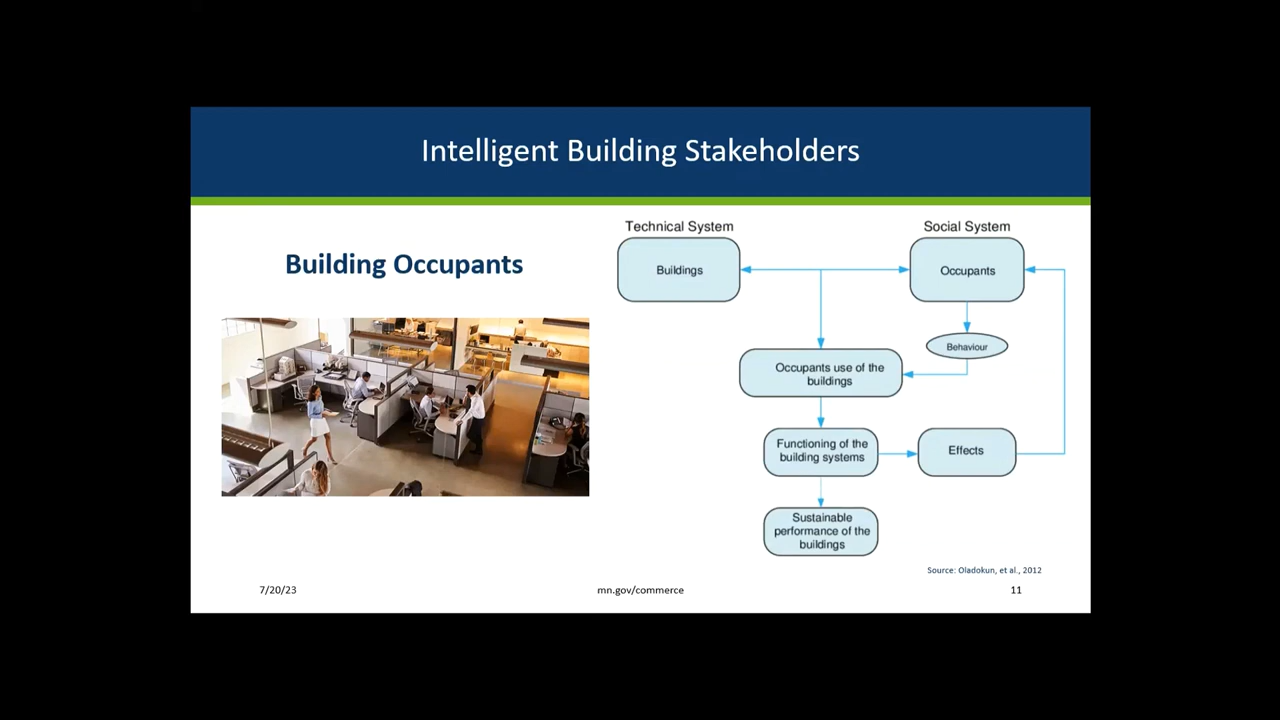 Intelligent Building Stakeholders
Building Occupants
Technical System
Social System
Buildings
Occupants
Behaviour
Occupants use of the
buildings
Functioning of the
building systems
Effects
Sustainable
performance of the
buildings
Source: Oladokun, et al., 2012
7/20/23
mn.gov/commerce
11